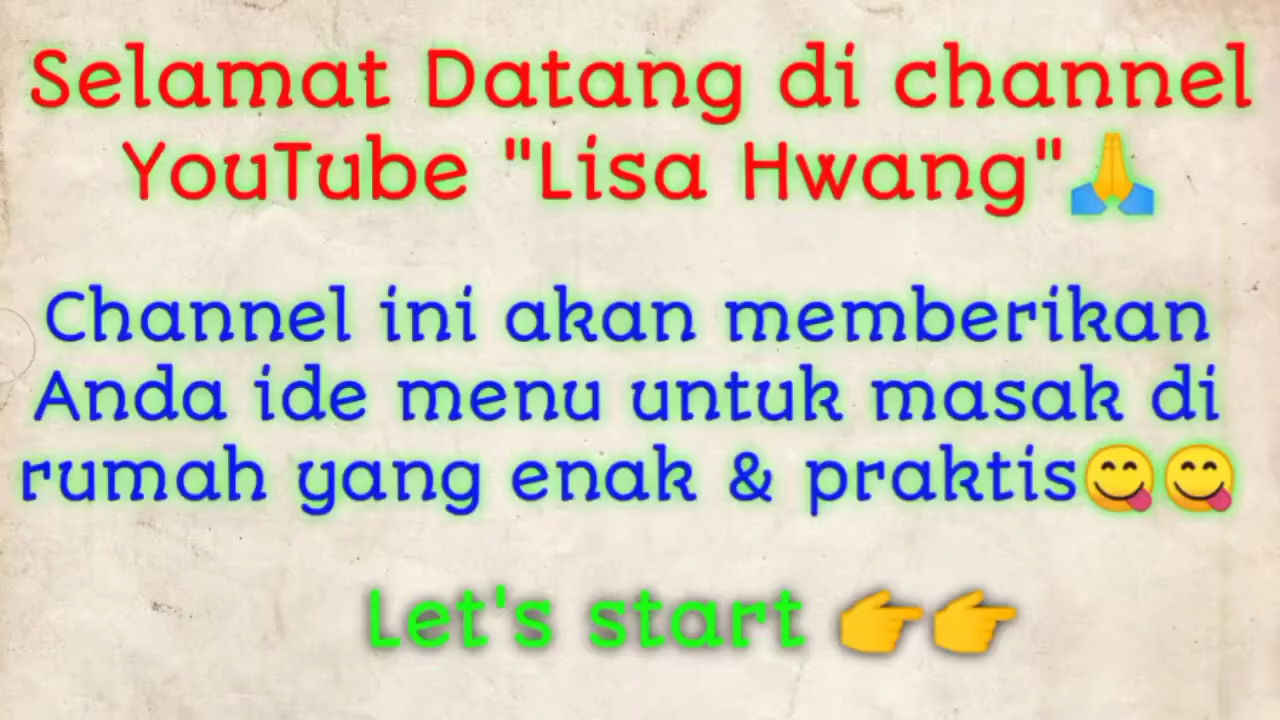 Selamat Datang di channel
YouTube "Lisa Hwang"🙏
Channel ini akan memberikan
Anda ide menu untuk masak di
rumah yang enak & praktis😋😋
Let's start 👉👉